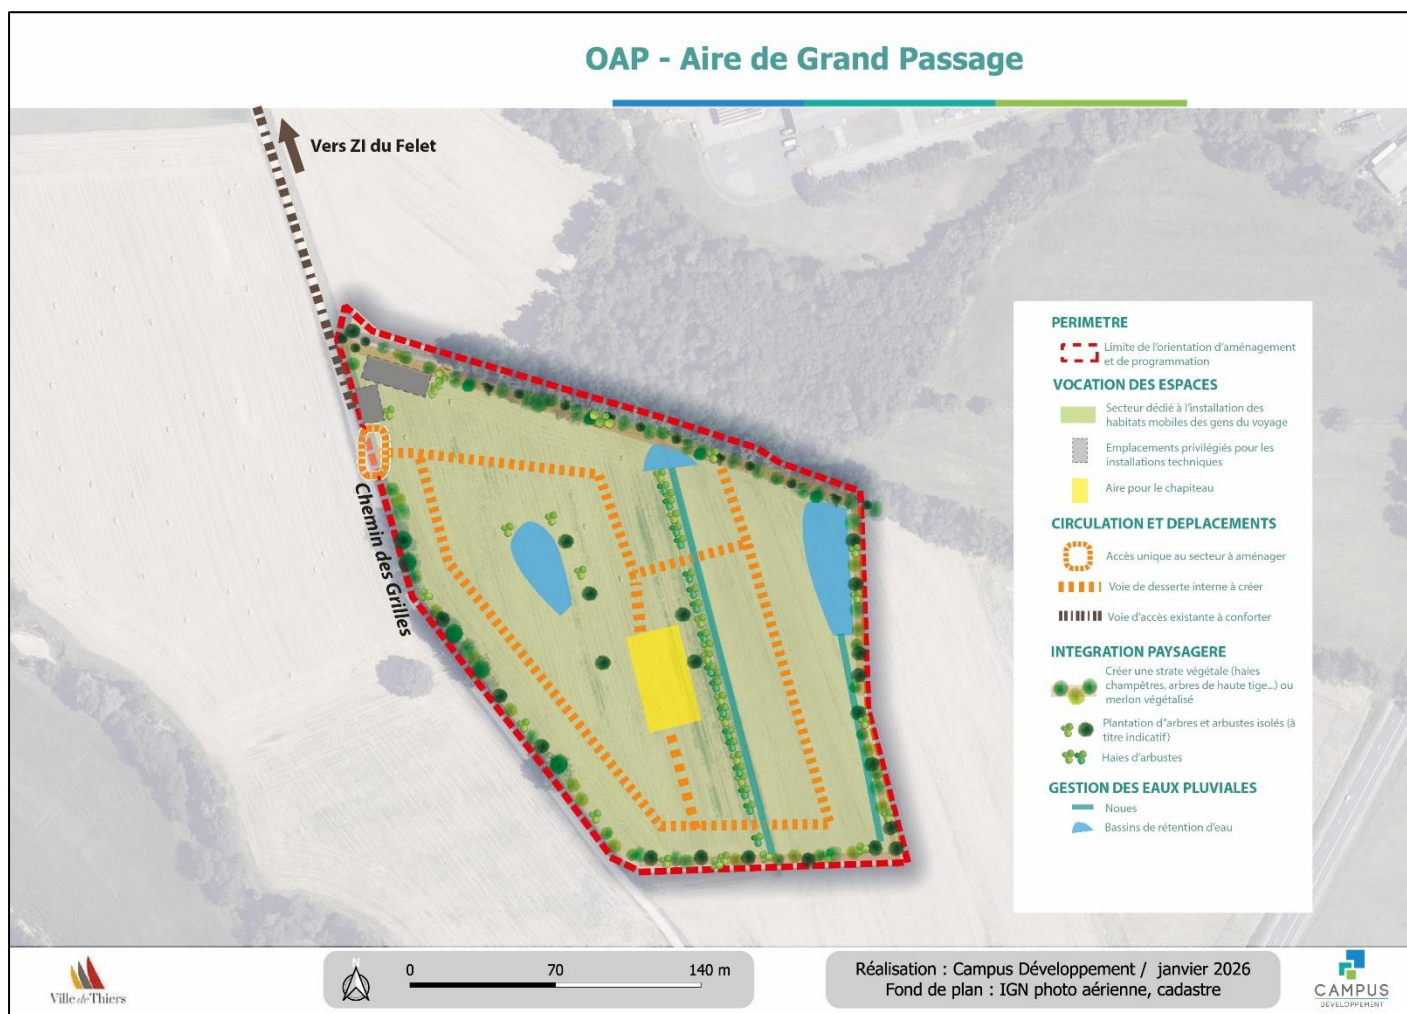 OAP - Aire de Grand Passage
Vers ZI du Felet
Chemin des Grilles
PERIMETRE
Limite de l'orientation d'aménagement
et de programmation
VOCATION DES ESPACES
Secteur dédié à l'installation des
habitats mobiles des gens du voyage
Emplacements privilégiés pour les
installations techniques
Aire pour le chapiteau
CIRCULATION ET DEPLACEMENTS
Accès unique au secteur à aménager
Voie de desserte interne à créer
Voie d'accès existante à conforter
INTEGRATION PAYSAGERE
Créer une strate végétale (haies
champêtres, arbres de haute tige...) ou
merlon végétalisé
Plantation d"arbres et arbustes isolés (à
titre indicatif)
Haies d'arbustes
GESTION DES EAUX PLUVIALES
Noues
Bassins de rétention d'eau
Ville de Thiers
N
0 70 140 m
Réalisation : Campus Développement / janvier 2026
Fond de plan : IGN photo aérienne, cadastre
CAMPUS
DÉVELOPPEMENT